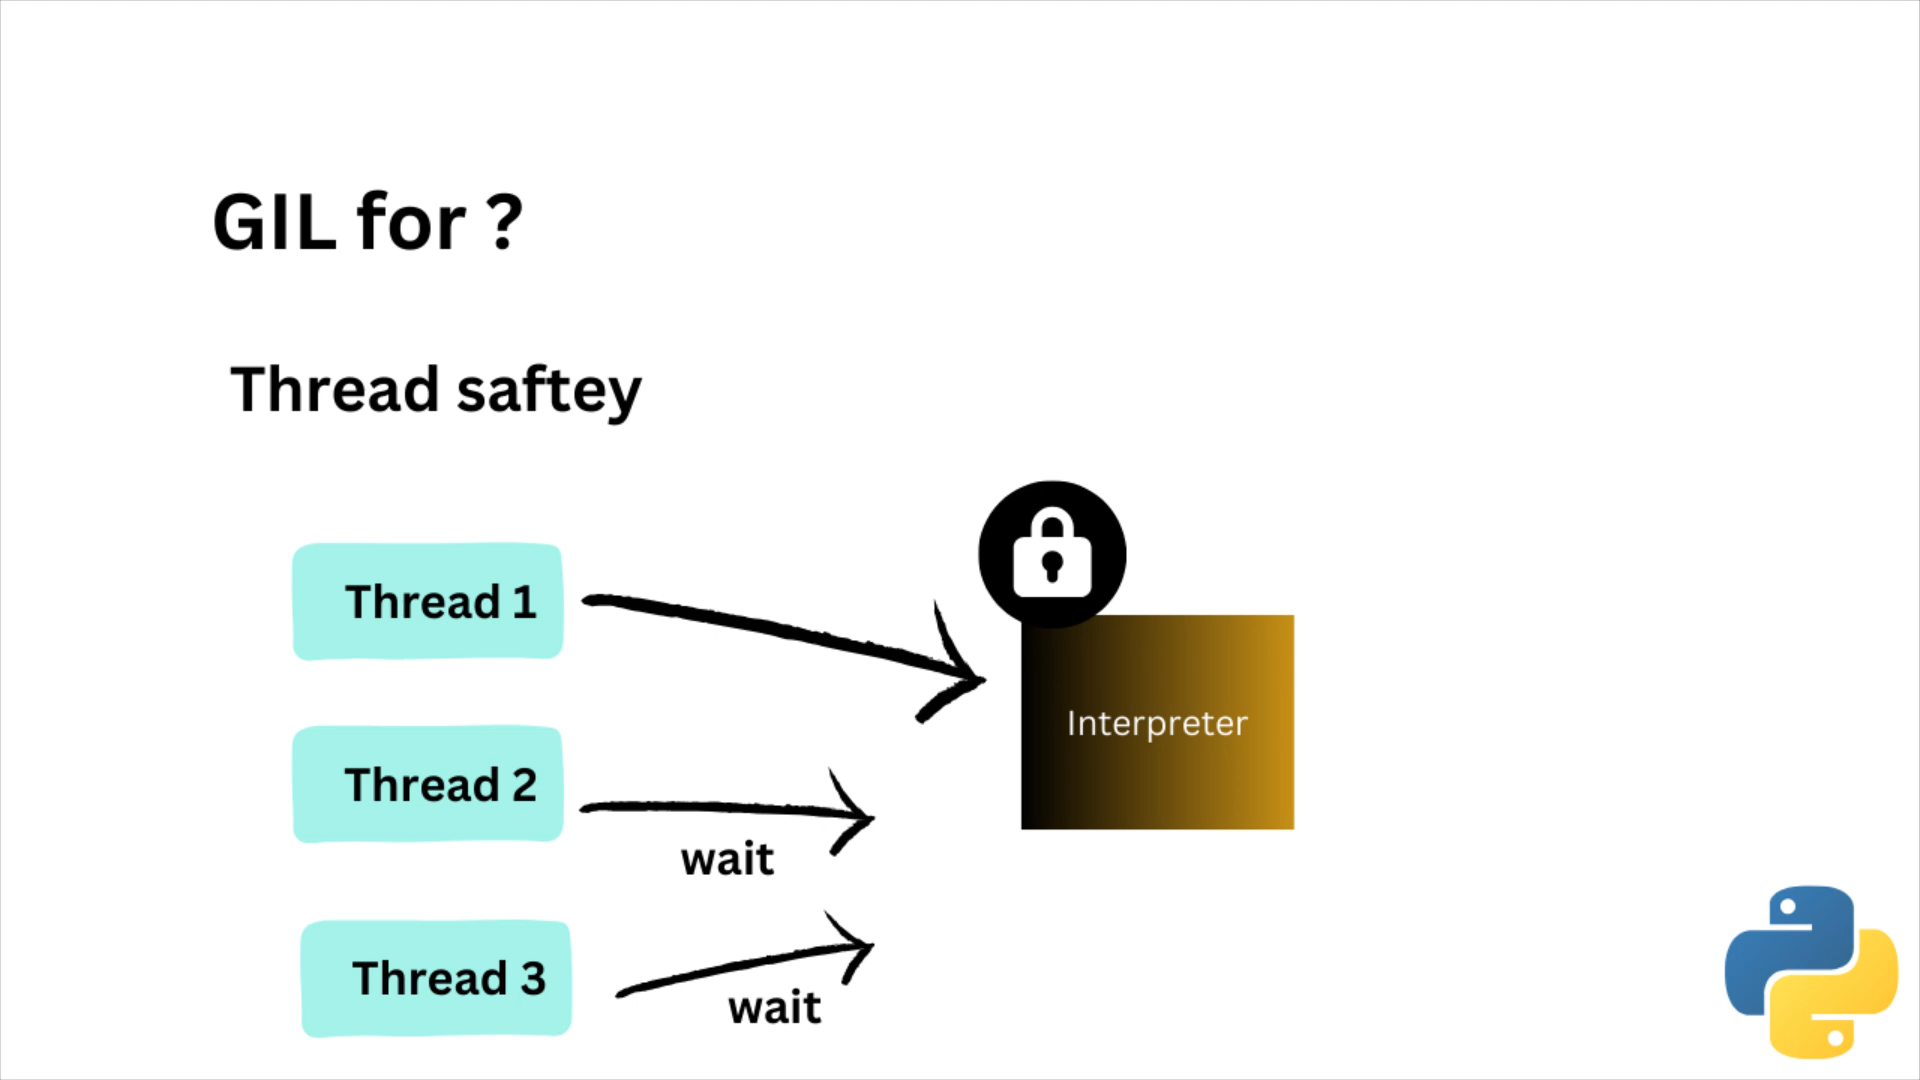 GIL for ?
Thread saftey
Thread 1
Interpreter
Thread 2
wait
Thread 3
wait